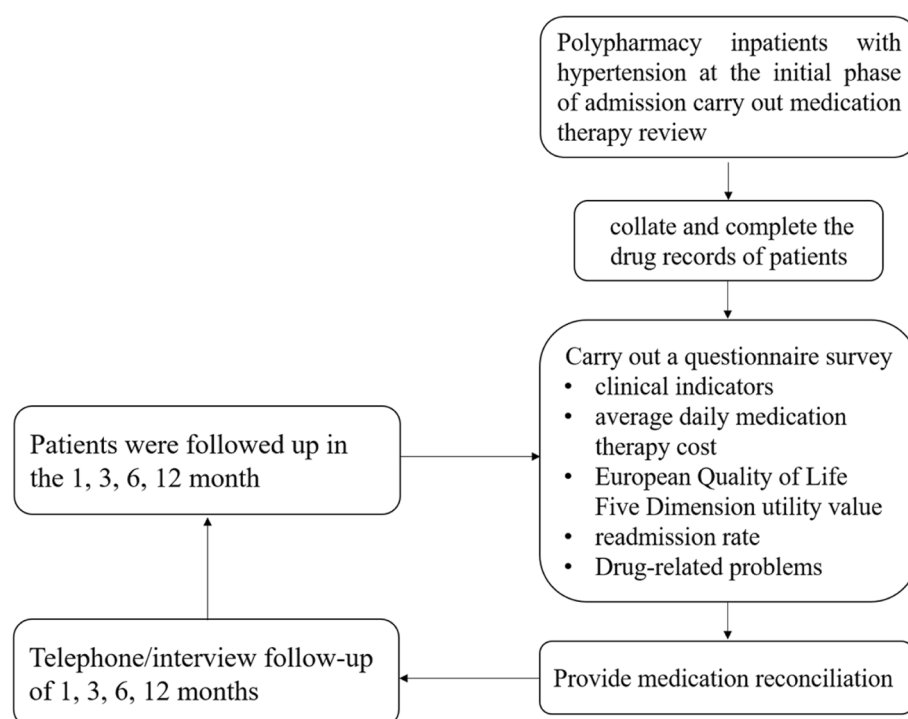 Polypharmacy inpatients with
hypertension at the initial phase
of admission carry out medication
therapy review
collate and complete the
drug records of patients
Carry out a questionnaire survey
• clinical indicators
• average daily medication
therapy cost
• European Quality of Life
Five Dimension utility value
• readmission rate
• Drug-related problems
Provide medication reconciliation
Telephone/interview follow-up
of 1, 3, 6, 12 months
Patients were followed up in
the 1, 3, 6, 12 month